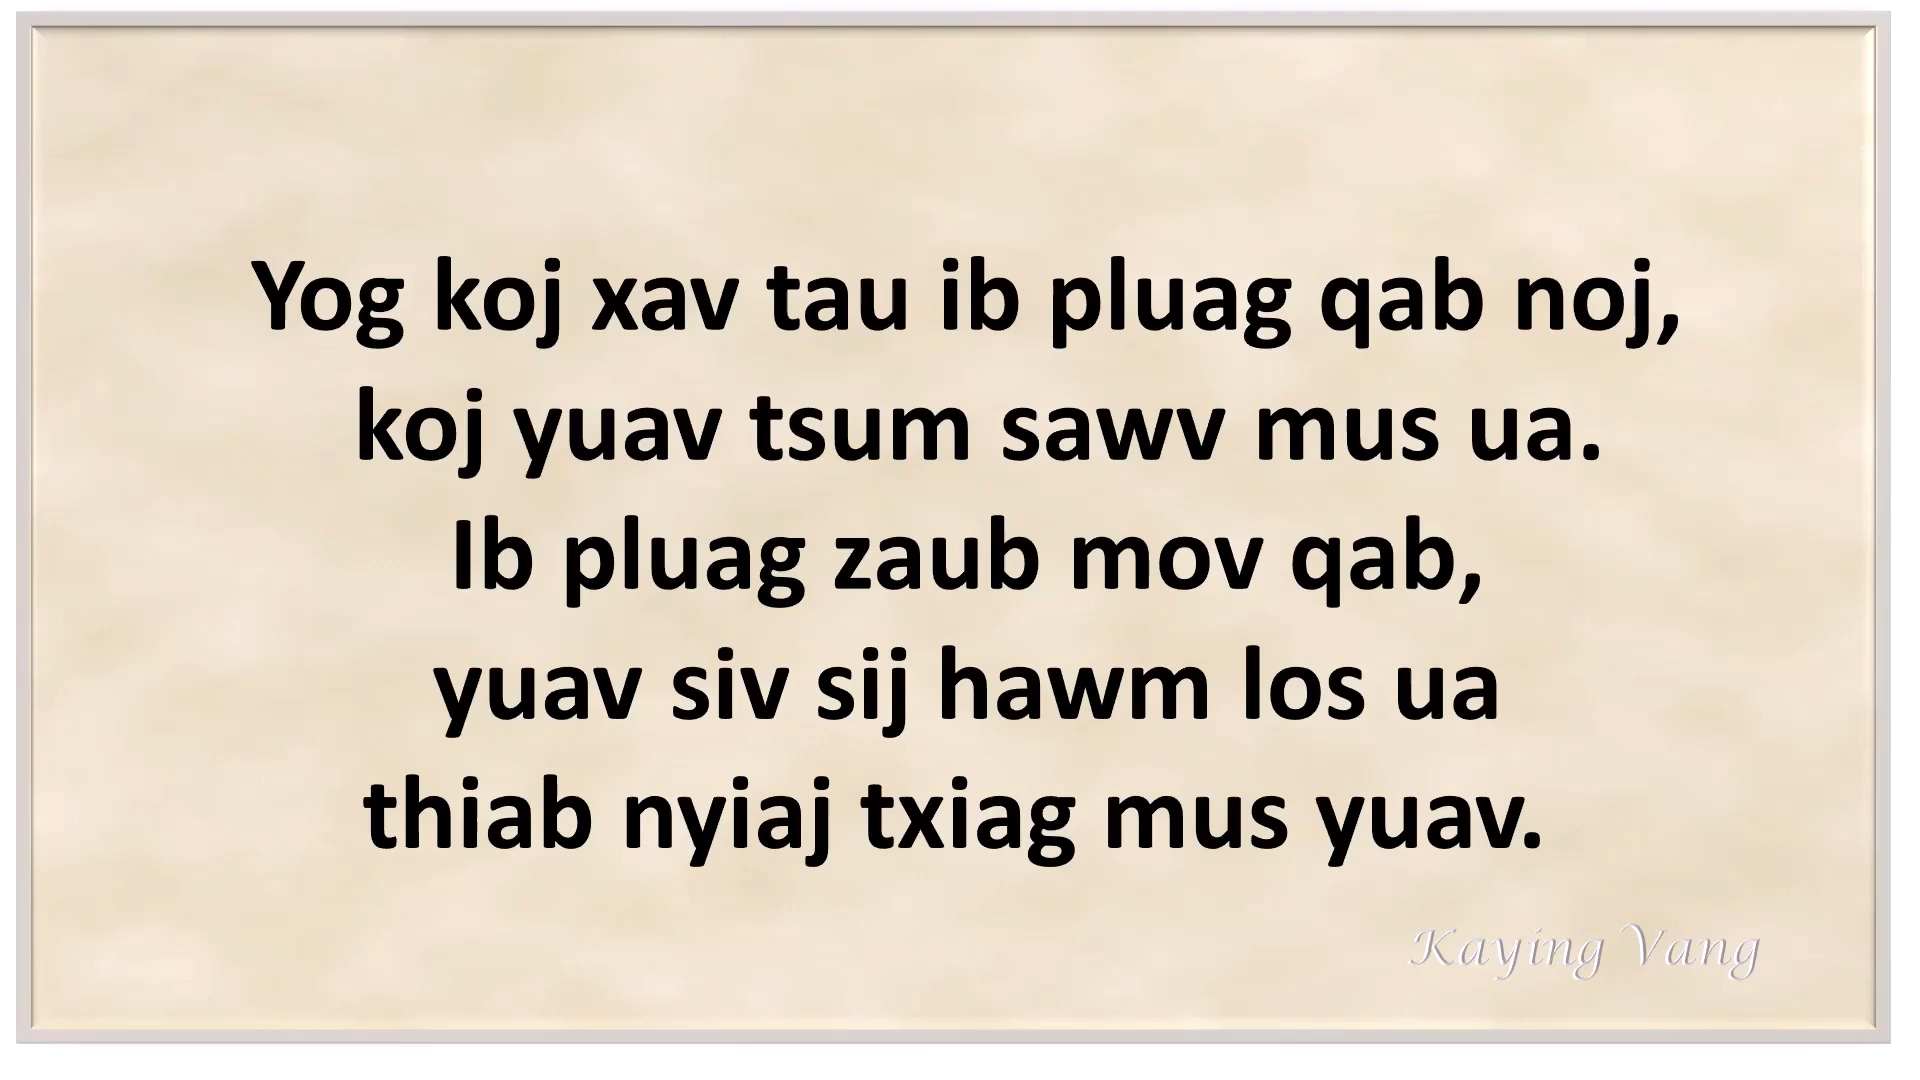 Yog koj xav tau ib pluag qab noj,
koj yuav tsum sawv mus ua.
Ib pluag zaub mov qab,
yuav siv sij hawm los ua
thiab nyiaj txiag mus yuav.
Kaying Vang